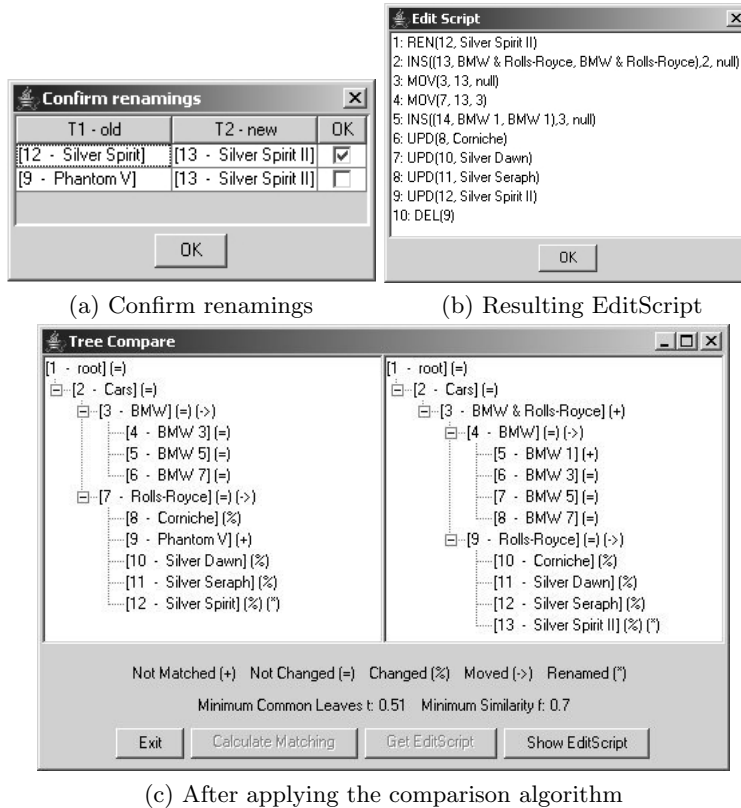 Confirm renamings
T1 - old T2 - new OK
[12 - Silver Spirit] [13 - Silver Spirit II]
[9 - Phantom V] [13 - Silver Spirit II]
OK
(a) Confirm renamings
Edit Script
1: REN(12, Silver Spirit II)
2: INS((13, BMW & Rolls-Royce, BMW & Rolls-Royce),2, null)
3: MOV(3, 13, null)
4: MOV(7, 13, 3)
5: INS((14, BMW 1, BMW 1),3, null)
6: UPD(8, Corniche)
7: UPD(10, Silver Dawn)
8: UPD(11, Silver Seraph)
9: UPD(12, Silver Spirit II)
10: DEL(9)
OK
(b) Resulting EditScript
Tree Compare
[1 - root] (=)
[2 - Cars] (=)
[3 - BMW] (=) (->)
[4 - BMW 3] (=)
[5 - BMW 5] (=)
[6 - BMW 7] (=)
[7 - Rolls-Royce] (=) (->)
[8 - Corniche] (%)
[9 - Phantom V] (+)
[10 - Silver Dawn] (%)
[11 - Silver Seraph] (%)
[12 - Silver Spirit] (%) (*)
[1 - root] (=)
[2 - Cars] (=)
[3 - BMW & Rolls-Royce] (+)
[4 - BMW] (=) (->)
[5 - BMW 1] (+)
[6 - BMW 3] (=)
[7 - BMW 5] (=)
[8 - BMW 7] (=)
[9 - Rolls-Royce] (=) (->)
[10 - Corniche] (%)
[11 - Silver Dawn] (%)
[12 - Silver Seraph] (%)
[13 - Silver Spirit II] (%) (*)
Not Matched (+) Not Changed (=) Changed (%) Moved (->) Renamed (*)
Minimum Common Leaves t: 0.51 Minimum Similarity f: 0.7
Exit Calculate Matching Get EditScript Show EditScript
(c) After applying the comparison algorithm